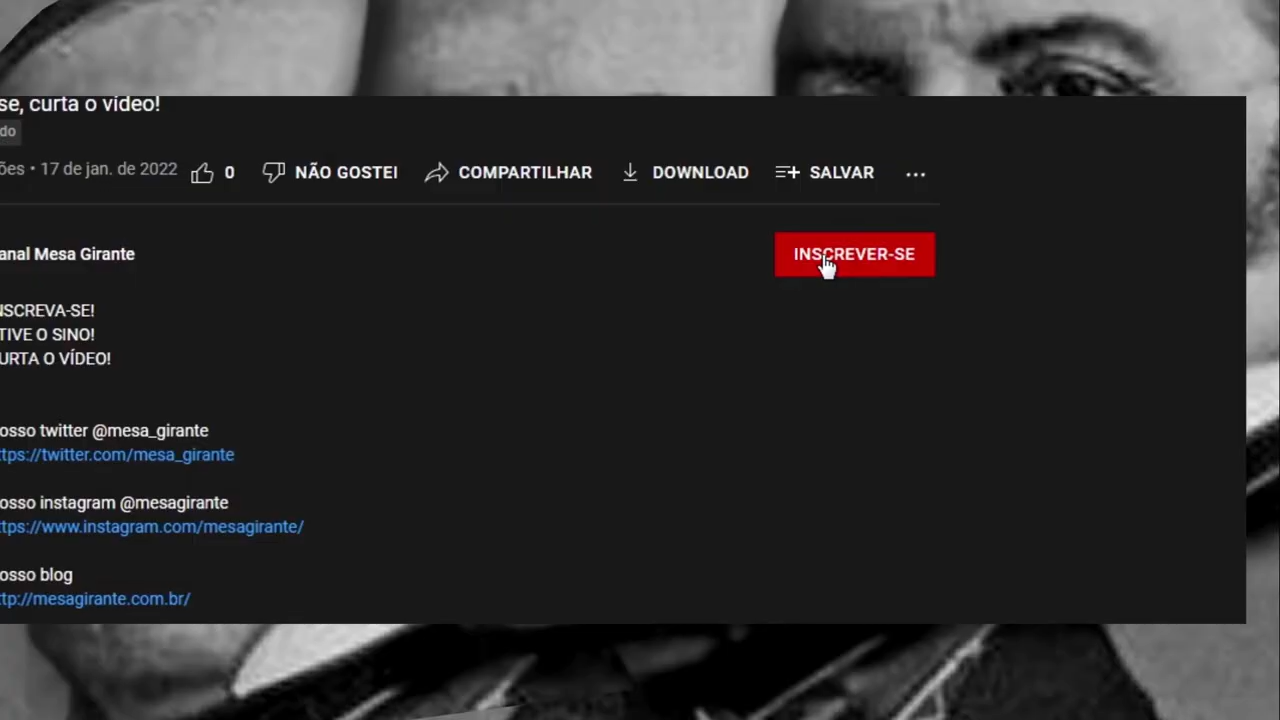 se, curta o vídeo!
do
ões • 17 de jan. de 2022 0 NÃO GOSTEI COMPARTILHAR DOWNLOAD SALVAR ...
anal Mesa Girante INSCREVER-SE
NSCREVA-SE!
TIVE O SINO!
URTA O VÍDEO!
osso twitter @mesa_girante
ttps://twitter.com/mesa_girante
osso instagram @mesagirante
ttps://www.instagram.com/mesagirante/
osso blog
ttp://mesagirante.com.br/